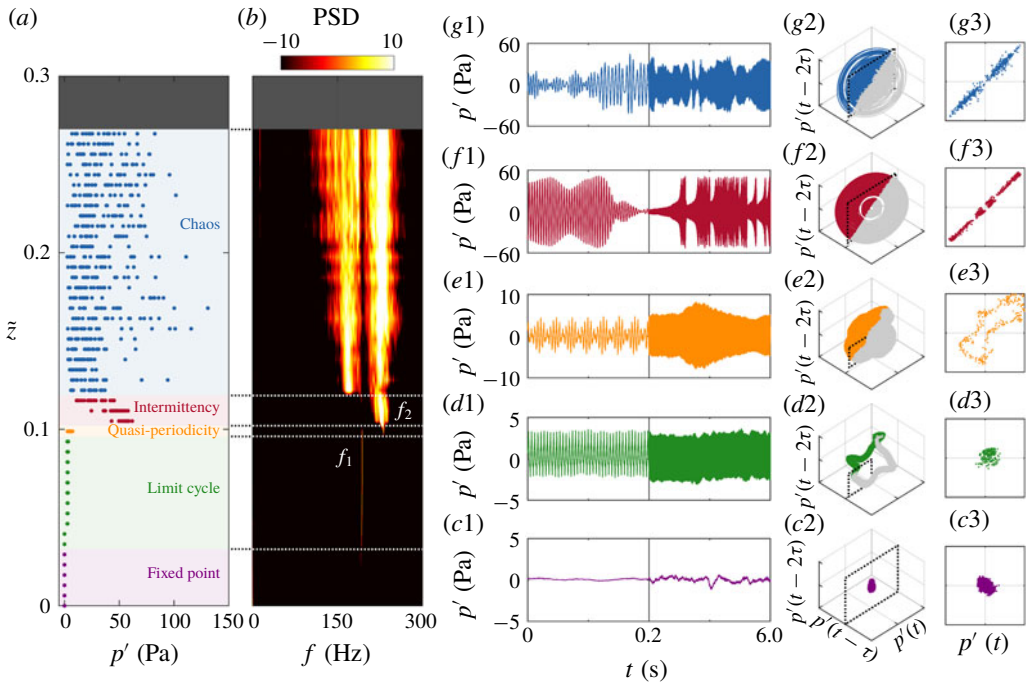 (a)
(b)
PSD
−10 10
0.3
0.2
0.1
0
z̃
Chaos
Intermittency
Quasi-periodicity
Limit cycle
Fixed point
0 50 100 150
p′ (Pa)
f₂
f₁
0 150 300
f (Hz)
(g1)
60
0
−60
p′ (Pa)
(g2)
p′(t − 2τ)
(g3)
(f1)
60
0
−60
p′ (Pa)
(f2)
p′(t − 2τ)
(f3)
(e1)
10
0
−10
p′ (Pa)
(e2)
p′(t − 2τ)
(e3)
(d1)
5
0
−5
p′ (Pa)
(d2)
p′(t − 2τ)
(d3)
(c1)
5
0
−5
p′ (Pa)
0 0.2 6.0
t (s)
(c2)
p′(t − 2τ)
p′(t − τ)
p′(t)
(c3)
p′ (t)